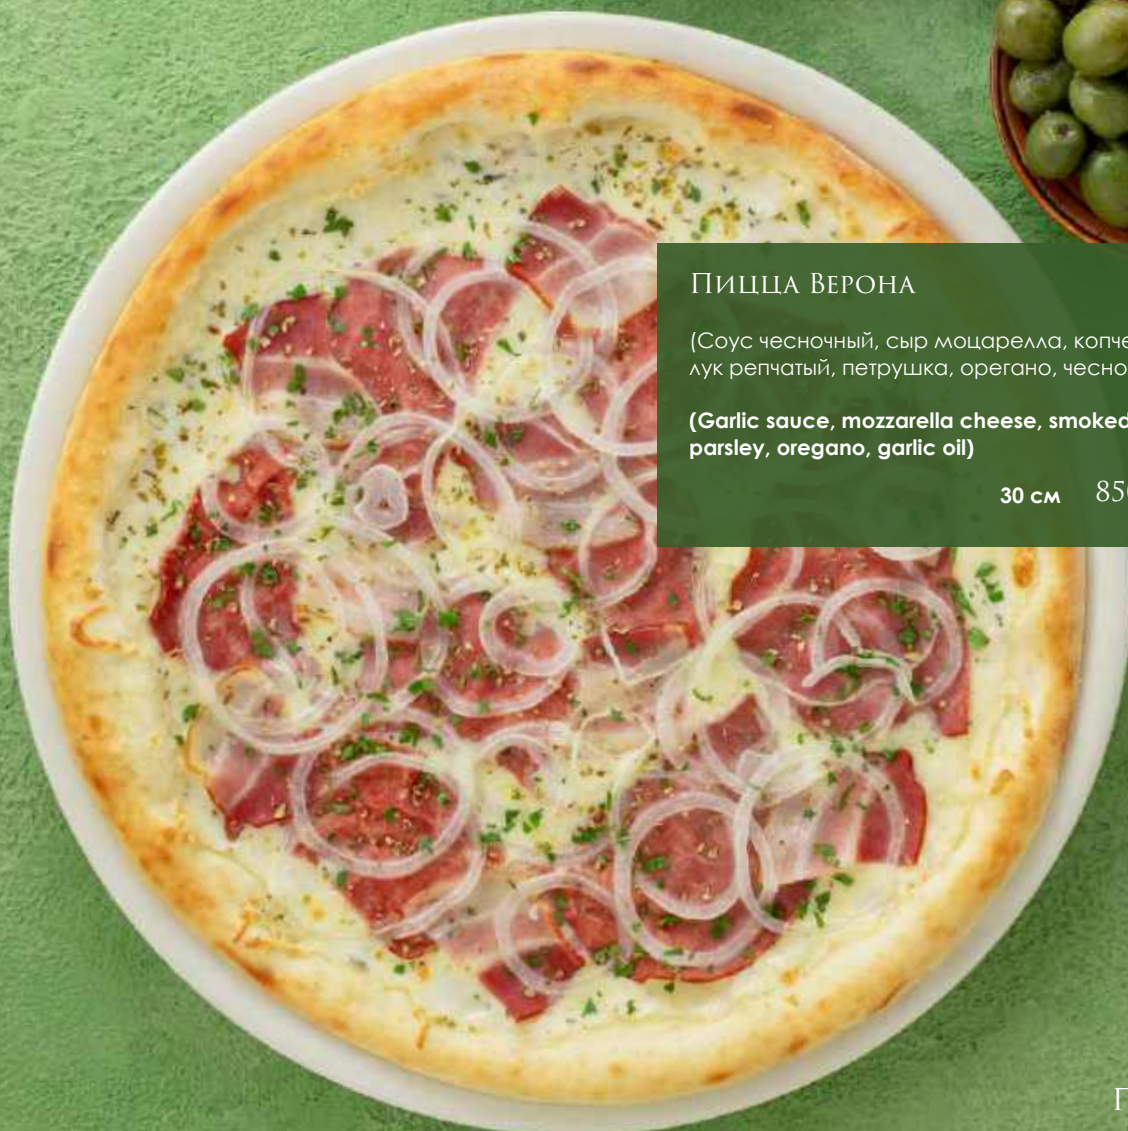 Пицца Верона
(Соус чесночный, сыр моцарелла,
лук репчатый, петрушка, орегано,
(Garlic sauce, mozzarella cheese, smoked
parsley, oregano, garlic oil)
30 см